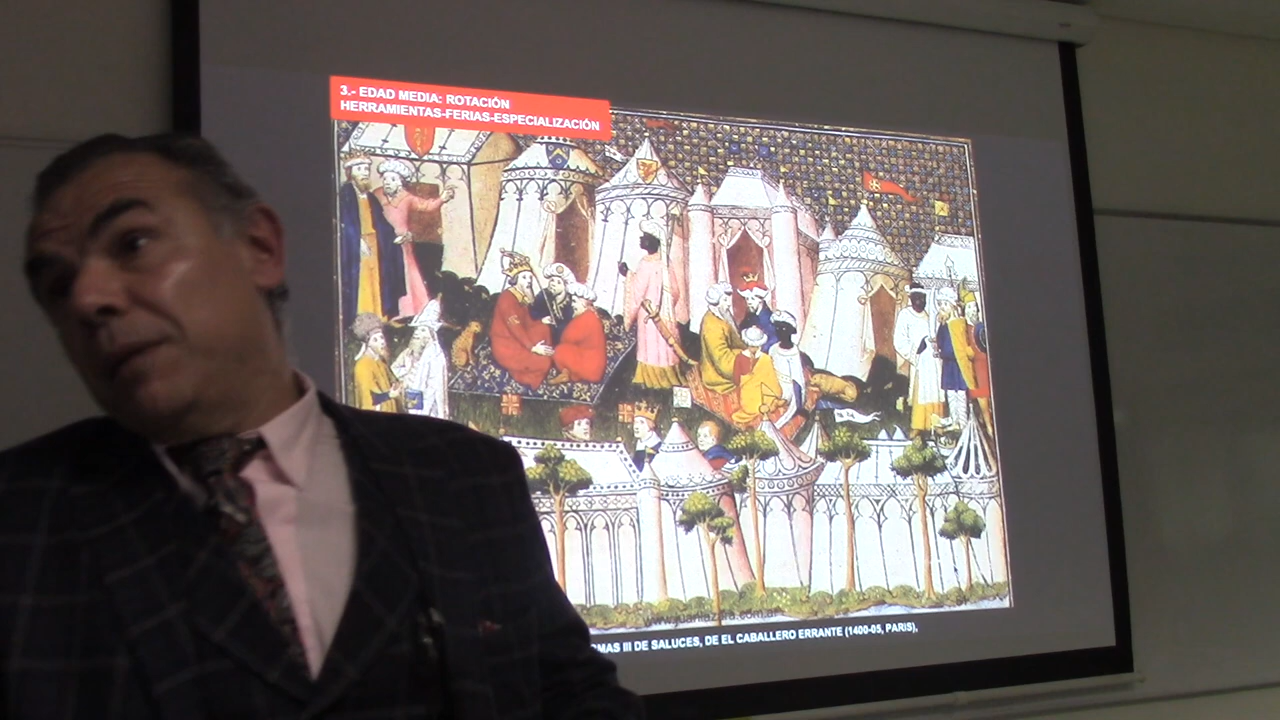 3.- EDAD MEDIA: ROTACIÓN
HERRAMIENTAS-FERIAS-ESPECIALIZACIÓN
III DE SALUCES, DE EL CABALLERO ERRANTE (1400-05, PARIS),